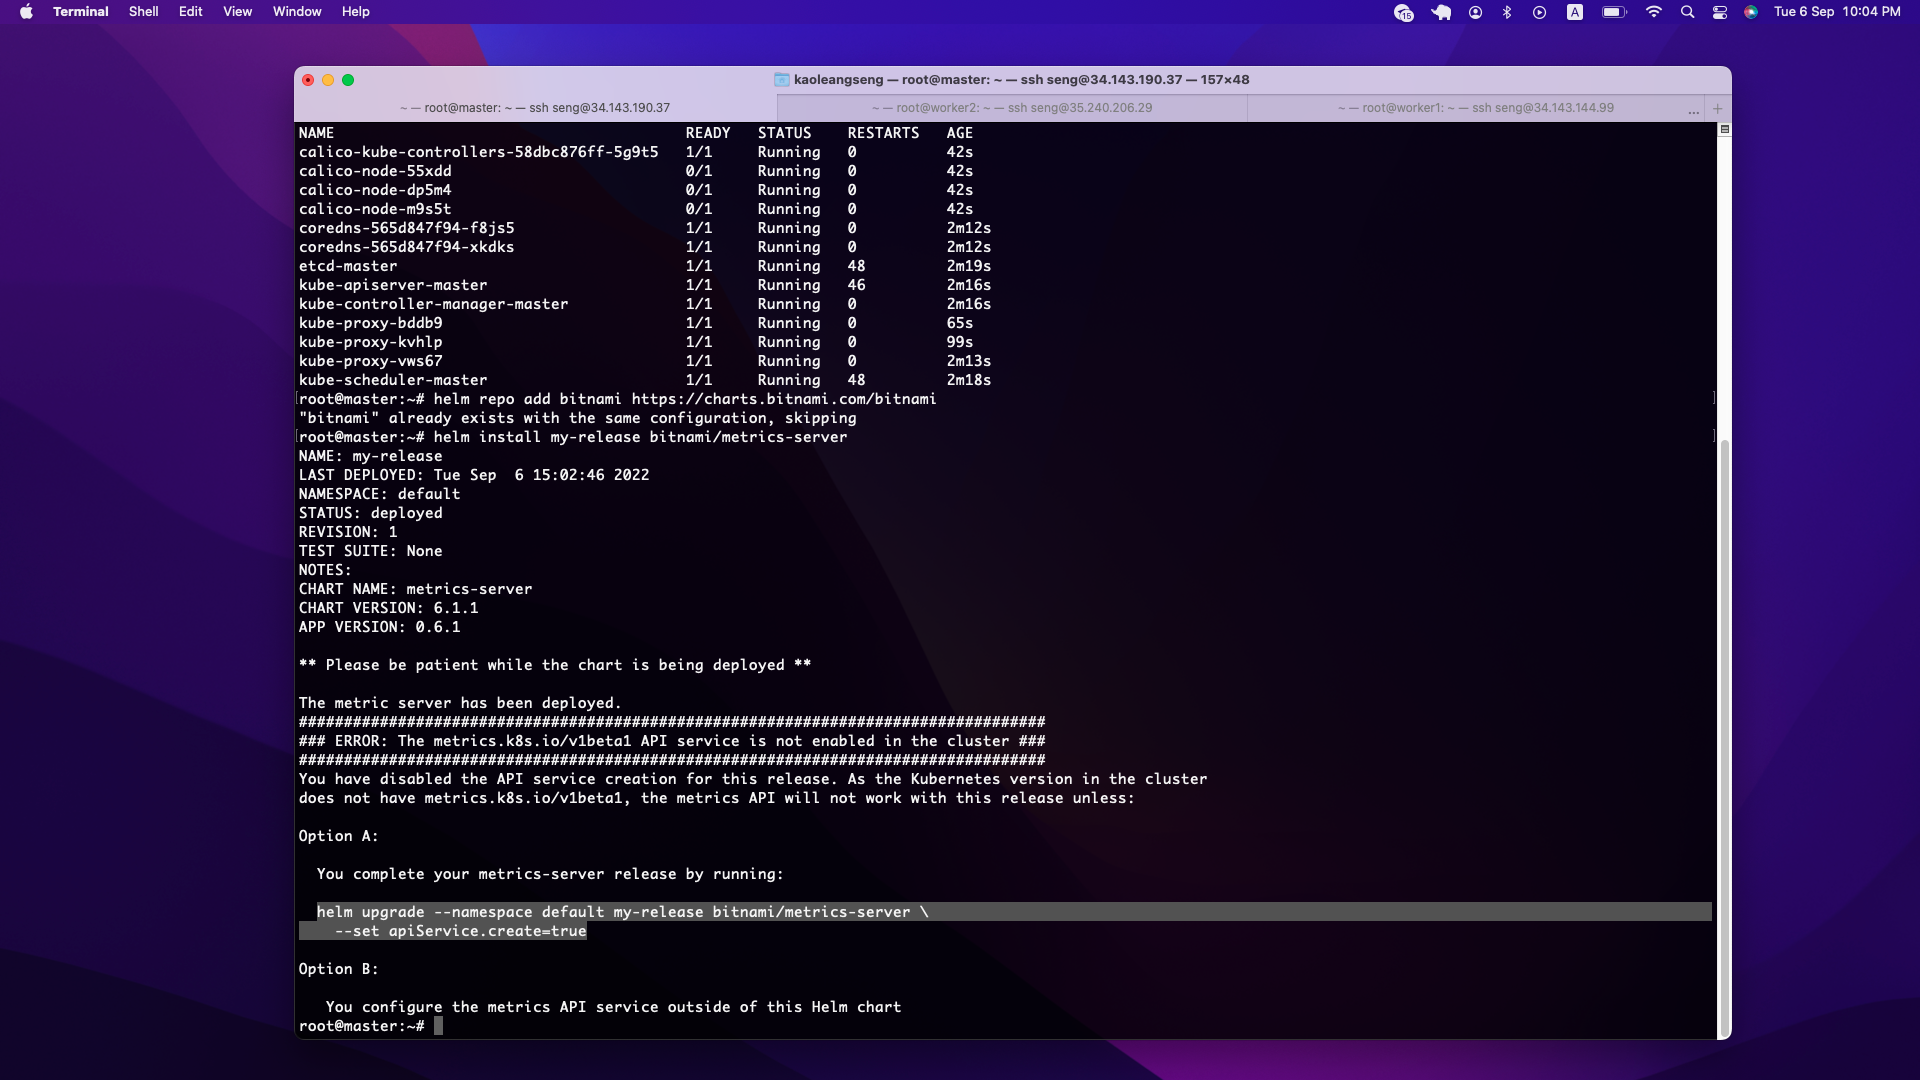 Terminal Shell Edit View Window Help 15 A Tue 6 Sep 10:04 PM
kaoleangseng — root@master: ~ — ssh seng@34.143.190.37 — 157×48
~ — root@master: ~ — ssh seng@34.143.190.37 ~ — root@worker2: ~ — ssh seng@35.240.206.29 ~ — root@worker1: ~ — ssh seng@34.143.144.99 ... +
NAME READY STATUS RESTARTS AGE
calico-kube-controllers-58dbc876ff-5g9t5 1/1 Running 0 42s
calico-node-55xdd 0/1 Running 0 42s
calico-node-dp5m4 0/1 Running 0 42s
calico-node-m9s5t 0/1 Running 0 42s
coredns-565d847f94-f8js5 1/1 Running 0 2m12s
coredns-565d847f94-xkdks 1/1 Running 0 2m12s
etcd-master 1/1 Running 48 2m19s
kube-apiserver-master 1/1 Running 46 2m16s
kube-controller-manager-master 1/1 Running 0 2m16s
kube-proxy-bddb9 1/1 Running 0 65s
kube-proxy-kvhlp 1/1 Running 0 99s
kube-proxy-vws67 1/1 Running 0 2m13s
kube-scheduler-master 1/1 Running 48 2m18s
[root@master:~# helm repo add bitnami https://charts.bitnami.com/bitnami ]
"bitnami" already exists with the same configuration, skipping
[root@master:~# helm install my-release bitnami/metrics-server ]
NAME: my-release
LAST DEPLOYED: Tue Sep  6 15:02:46 2022
NAMESPACE: default
STATUS: deployed
REVISION: 1
TEST SUITE: None
NOTES:
CHART NAME: metrics-server
CHART VERSION: 6.1.1
APP VERSION: 0.6.1
** Please be patient while the chart is being deployed **
The metric server has been deployed.
###################################################################################
### ERROR: The metrics.k8s.io/v1beta1 API service is not enabled in the cluster ###
###################################################################################
You have disabled the API service creation for this release. As the Kubernetes version in the cluster
does not have metrics.k8s.io/v1beta1, the metrics API will not work with this release unless:
Option A:
You complete your metrics-server release by running:
helm upgrade --namespace default my-release bitnami/metrics-server \
--set apiService.create=true
Option B:
You configure the metrics API service outside of this Helm chart
root@master:~#